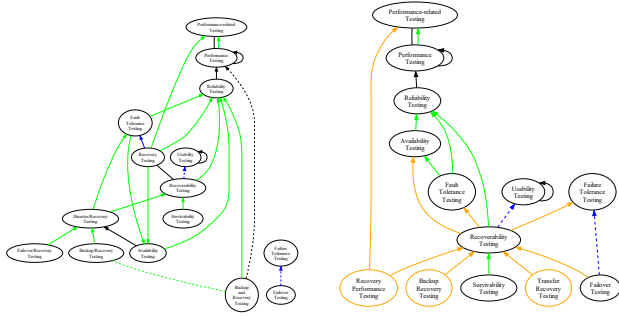 Performance-related
Testing
Performance
Testing
Reliability
Testing
Fault
Tolerance
Testing
Recovery
Testing
Usability
Testing
Recoverability
Testing
Disaster/Recovery
Testing
Survivability
Testing
Failover/Recovery
Testing
Backup/Recovery
Testing
Availability
Testing
Failure
Tolerance
Testing
Backup
and
Recovery
Testing
Failover
Testing
Performance-related
Testing
Performance
Testing
Reliability
Testing
Availability
Testing
Fault
Tolerance
Testing
Usability
Testing
Failure
Tolerance
Testing
Recoverability
Testing
Recovery
Performance
Testing
Backup
Recovery
Testing
Survivability
Testing
Transfer
Recovery
Testing
Failover
Testing